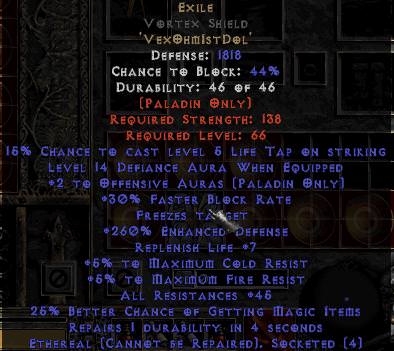 Exile
Vortex Shield
'VexOhmIstDol'
Defense: 1818
Chance to Block: 44%
Durability: 46 of 46
(Paladin Only)
Required Strength: 138
Required Level: 66
15% Chance to cast level 5 Life Tap on striking
Level 14 Defiance Aura When Equipped
+2 to Offensive Auras (Paladin Only)
+30% Faster Block Rate
Freezes Target
+260% Enhanced Defense
Replenish Life +7
+5% to Maximum Cold Resist
+5% to Maximum Fire Resist
All Resistances +45
25% Better Chance of Getting Magic Items
Repairs 1 durability in 4 seconds
Ethereal (Cannot be Repaired), Socketed (4)